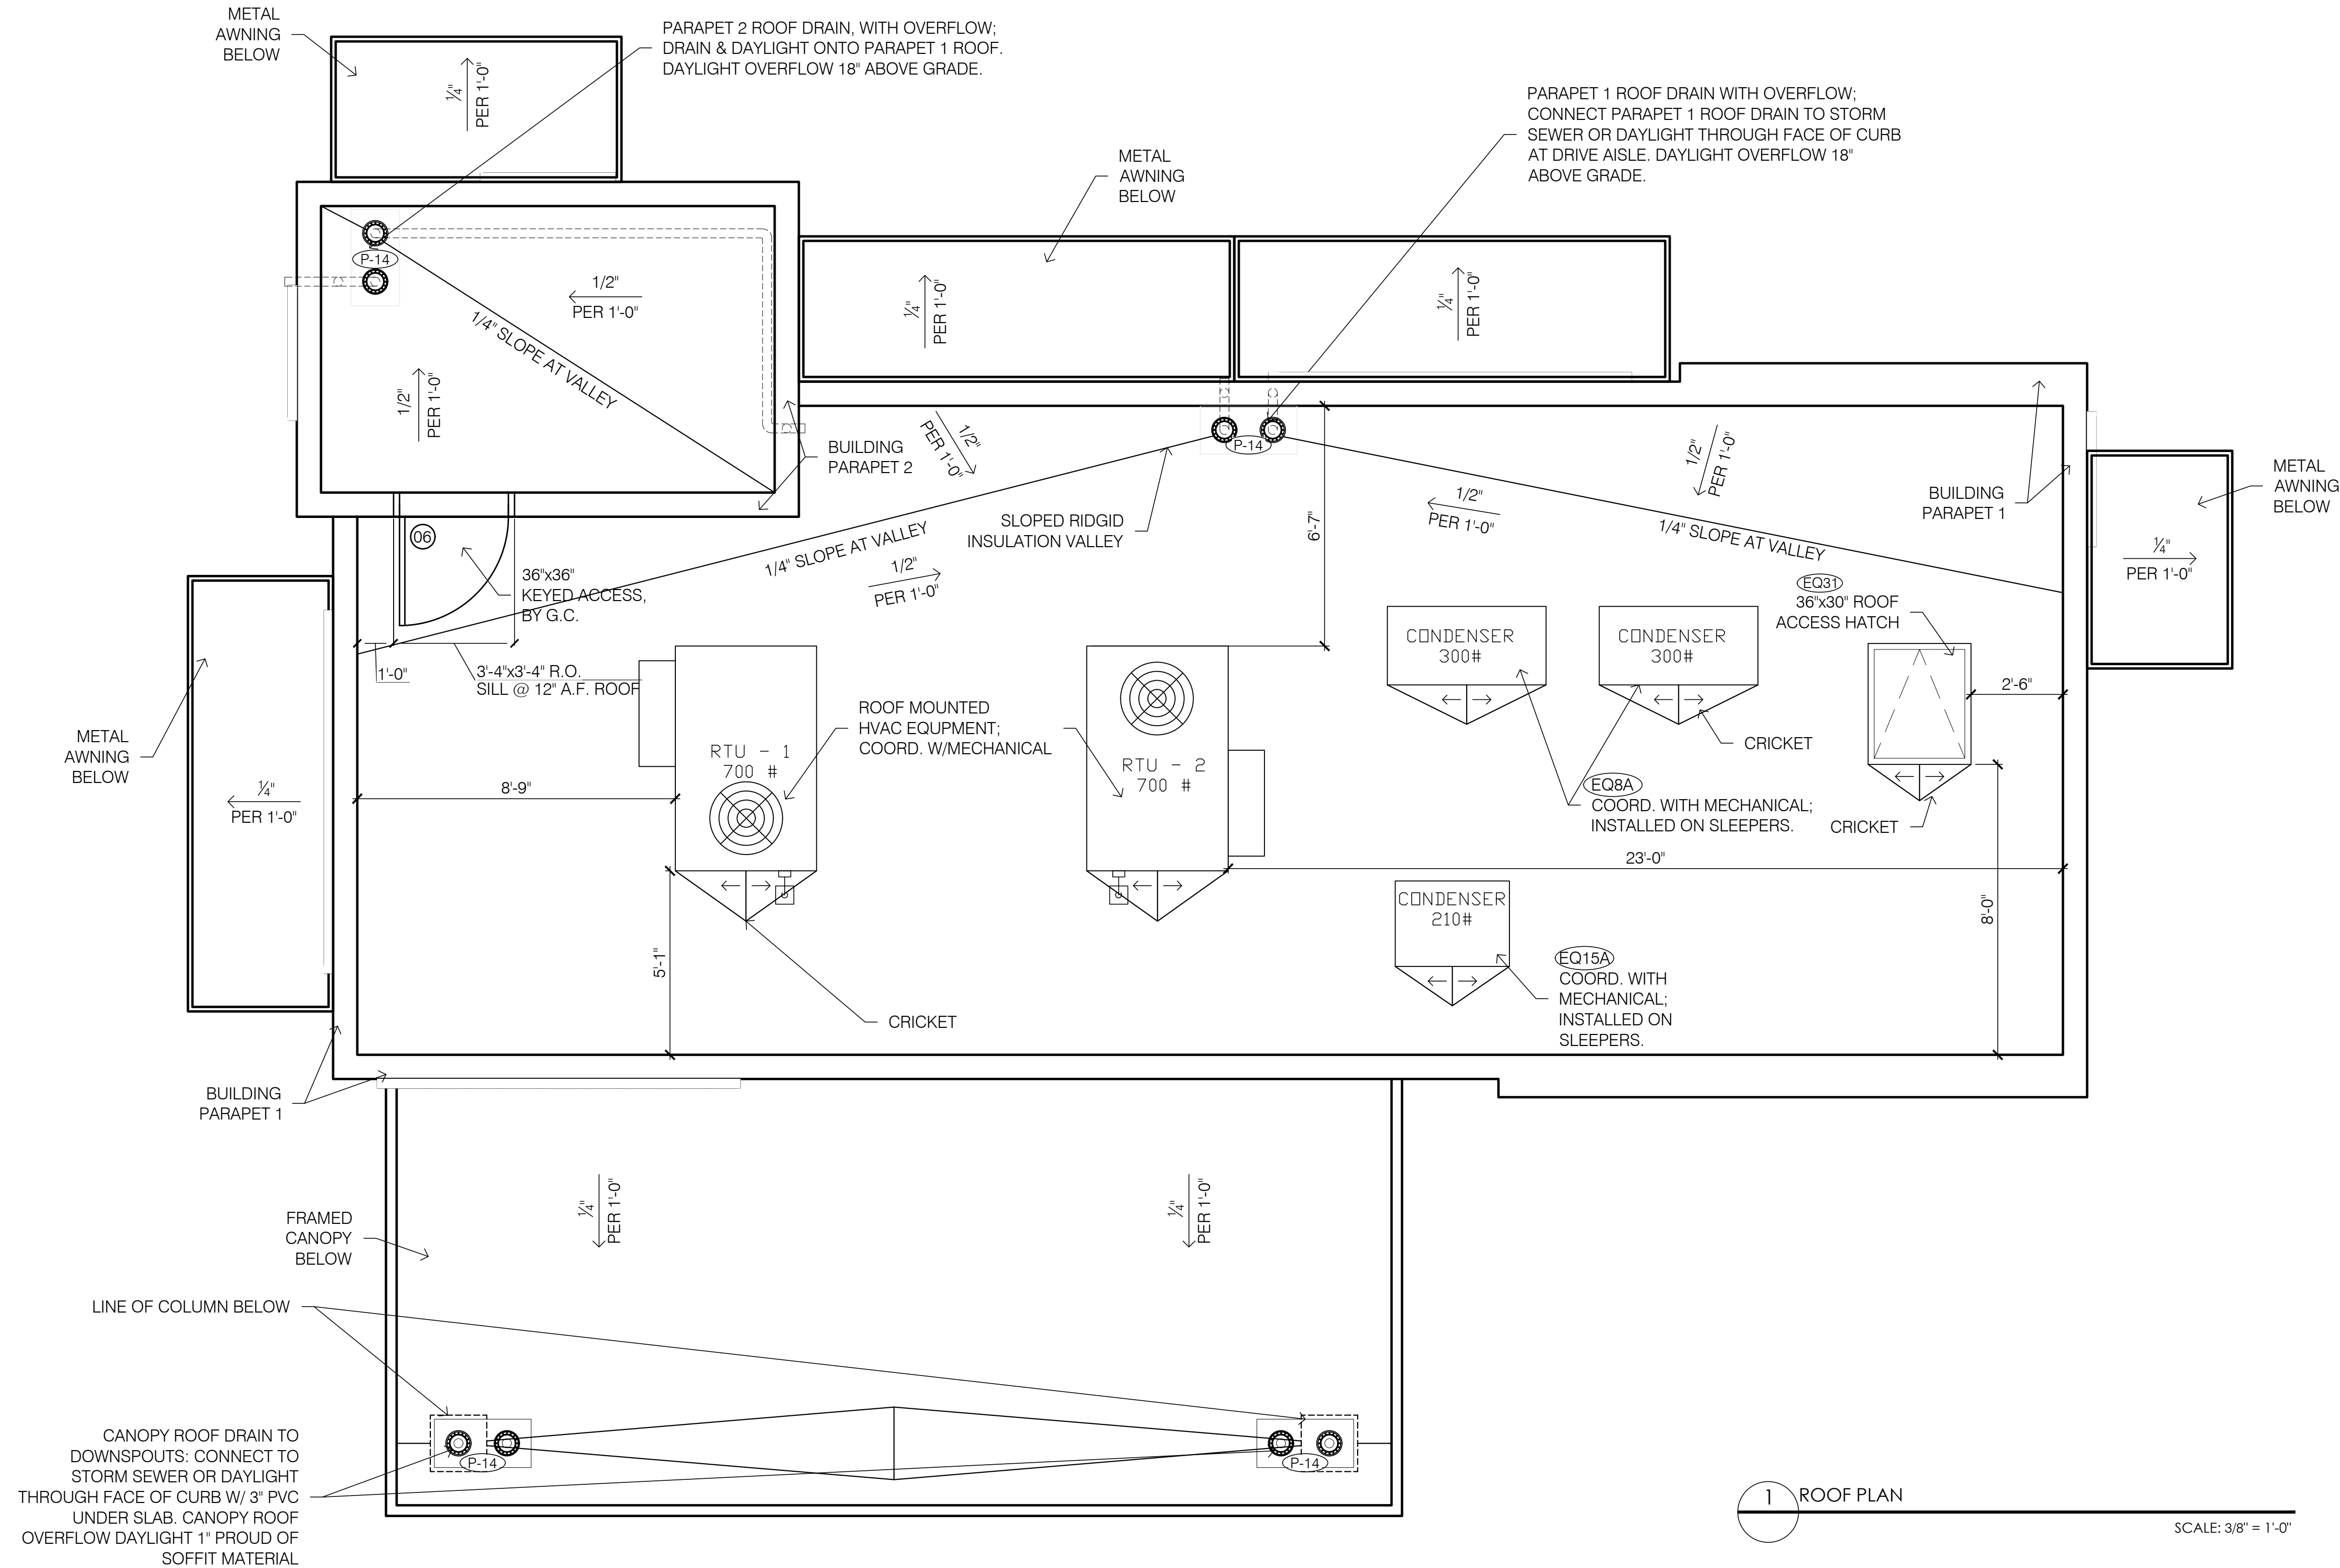 METAL
AWNING
BELOW
PARAPET 2 ROOF DRAIN, WITH OVERFLOW;
DRAIN & DAYLIGHT ONTO PARAPET 1 ROOF.
DAYLIGHT OVERFLOW 18" ABOVE GRADE.
1/4"
PER 1'-0"
PARAPET 1 ROOF DRAIN WITH OVERFLOW;
CONNECT PARAPET 1 ROOF DRAIN TO STORM
SEWER OR DAYLIGHT THROUGH FACE OF CURB
AT DRIVE AISLE. DAYLIGHT OVERFLOW 18"
ABOVE GRADE.
METAL
AWNING
BELOW
P-14
1/2"
PER 1'-0"
1/4" SLOPE AT VALLEY
1/2"
PER 1'-0"
1/4"
PER 1'-0"
1/4"
PER 1'-0"
BUILDING
PARAPET 2
1/2"
PER 1'-0"
P-14
1/2"
PER 1'-0"
1/2"
PER 1'-0"
1/4" SLOPE AT VALLEY
BUILDING
PARAPET 1
METAL
AWNING
BELOW
1/4"
PER 1'-0"
06
36"x36"
KEYED ACCESS,
BY G.C.
1/4" SLOPE AT VALLEY
1/2"
PER 1'-0"
SLOPED RIDGID
INSULATION VALLEY
6'-7"
EQ31
36"x30" ROOF
ACCESS HATCH
1'-0"
3'-4"x3'-4" R.O.
SILL @ 12" A.F. ROOF
CONDENSER
300#
CONDENSER
300#
2'-6"
METAL
AWNING
BELOW
1/4"
PER 1'-0"
8'-9"
RTU - 1
700 #
ROOF MOUNTED
HVAC EQUPMENT;
COORD. W/MECHANICAL
RTU - 2
700 #
CRICKET
EQ8A
COORD. WITH MECHANICAL;
INSTALLED ON SLEEPERS.
CRICKET
23'-0"
5'-1"
CONDENSER
210#
8'-0"
EQ15A
COORD. WITH
MECHANICAL;
INSTALLED ON
SLEEPERS.
CRICKET
BUILDING
PARAPET 1
1/4"
PER 1'-0"
1/4"
PER 1'-0"
FRAMED
CANOPY
BELOW
LINE OF COLUMN BELOW
P-14
P-14
CANOPY ROOF DRAIN TO
DOWNSPOUTS: CONNECT TO
STORM SEWER OR DAYLIGHT
THROUGH FACE OF CURB W/ 3" PVC
UNDER SLAB. CANOPY ROOF
OVERFLOW DAYLIGHT 1" PROUD OF
SOFFIT MATERIAL
1
ROOF PLAN
SCALE: 3/8" = 1'-0"